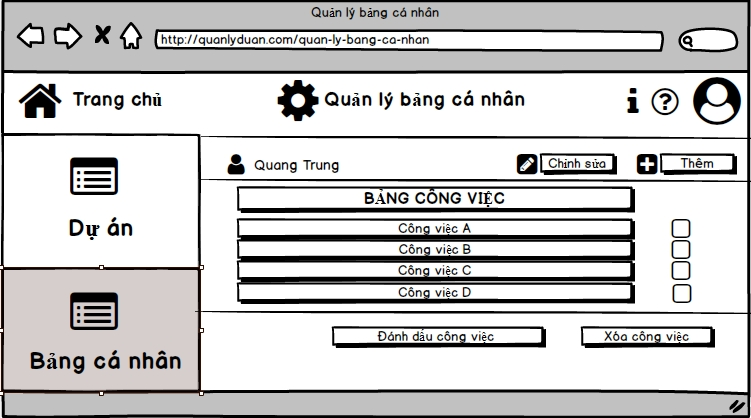 Quản lý bảng cá nhân
http://quanlyduan.com/quan-ly-bang-ca-nhan
Trang chủ
Quản lý bảng cá nhân
Dự án
Bảng cá nhân
Quang Trung
Chỉnh sửa
Thêm
BẢNG CÔNG VIỆC
Công việc A
Công việc B
Công việc C
Công việc D
Đánh dấu công việc
Xóa công việc